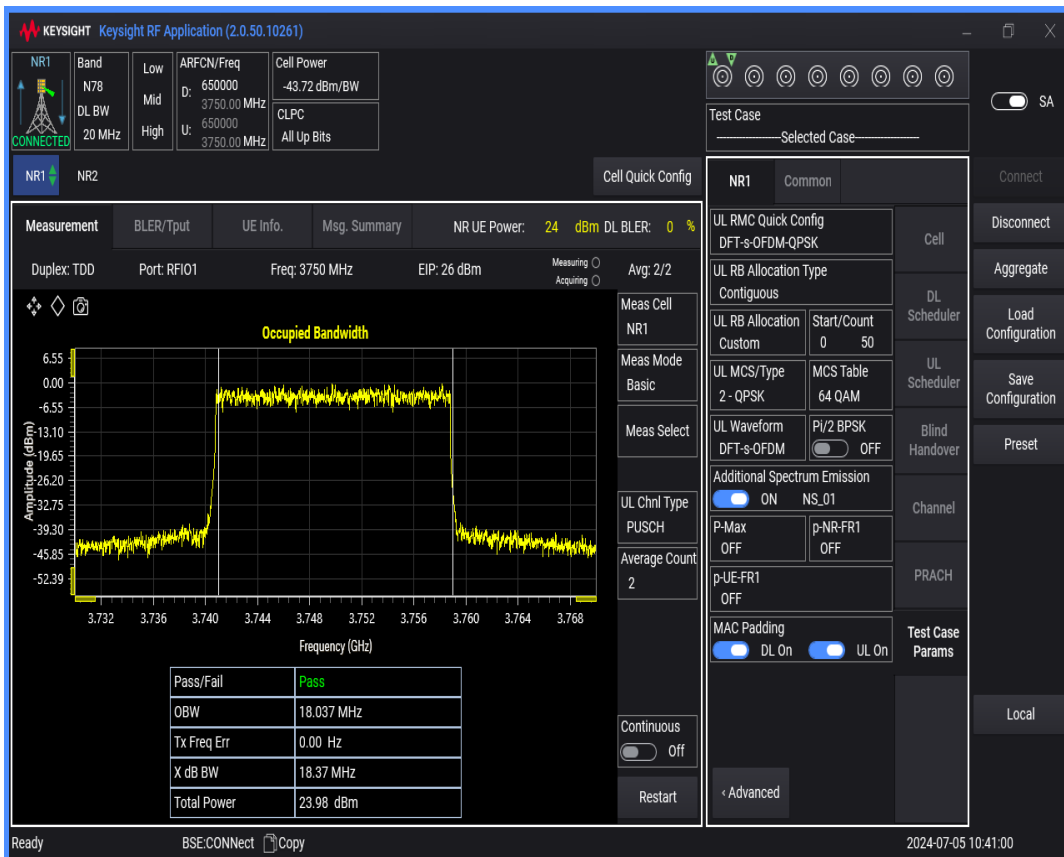 KEYSIGHT Keysight RF Application (2.0.50.10261)
NR1
CONNECTED
Band
N78
DL BW
20 MHz
Low
Mid
High
ARFCN/Freq
D: 650000
3750.00 MHz
U: 650000
3750.00 MHz
Cell Power
-43.72 dBm/BW
CLPC
All Up Bits
Test Case
--------------------Selected Case--------------------
SA
NR1 NR2 Cell Quick Config
Measurement BLER/Tput UE Info. Msg. Summary NR UE Power: 24 dBm DL BLER: 0 %
Duplex: TDD Port: RFIO1 Freq: 3750 MHz EIP: 26 dBm Measuring Acquiring Avg: 2/2
Occupied Bandwidth
Amplitude (dBm)
6.55
0.00
-6.55
-13.10
-19.65
-26.20
-32.75
-39.30
-45.85
-52.39
3.732 3.736 3.740 3.744 3.748 3.752 3.756 3.760 3.764 3.768
Frequency (GHz)
Pass/Fail Pass
OBW 18.037 MHz
Tx Freq Err 0.00 Hz
X dB BW 18.37 MHz
Total Power 23.98 dBm
Meas Cell
NR1
Meas Mode
Basic
Meas Select
UL Chnl Type
PUSCH
Average Count
2
Continuous
Off
Restart
NR1 Common
UL RMC Quick Config
DFT-s-OFDM-QPSK
UL RB Allocation Type
Contiguous
UL RB Allocation
Custom
Start/Count
0 50
UL MCS/Type
2 - QPSK
MCS Table
64 QAM
UL Waveform
DFT-s-OFDM
Pi/2 BPSK
OFF
Additional Spectrum Emission
ON NS_01
P-Max
OFF
p-NR-FR1
OFF
p-UE-FR1
OFF
MAC Padding
DL On UL On
‹ Advanced
Cell
DL
Scheduler
UL
Scheduler
Blind
Handover
Channel
PRACH
Test Case
Params
Connect
Disconnect
Aggregate
Load
Configuration
Save
Configuration
Preset
Local
Ready BSE:CONNect Copy 2024-07-05 10:41:00